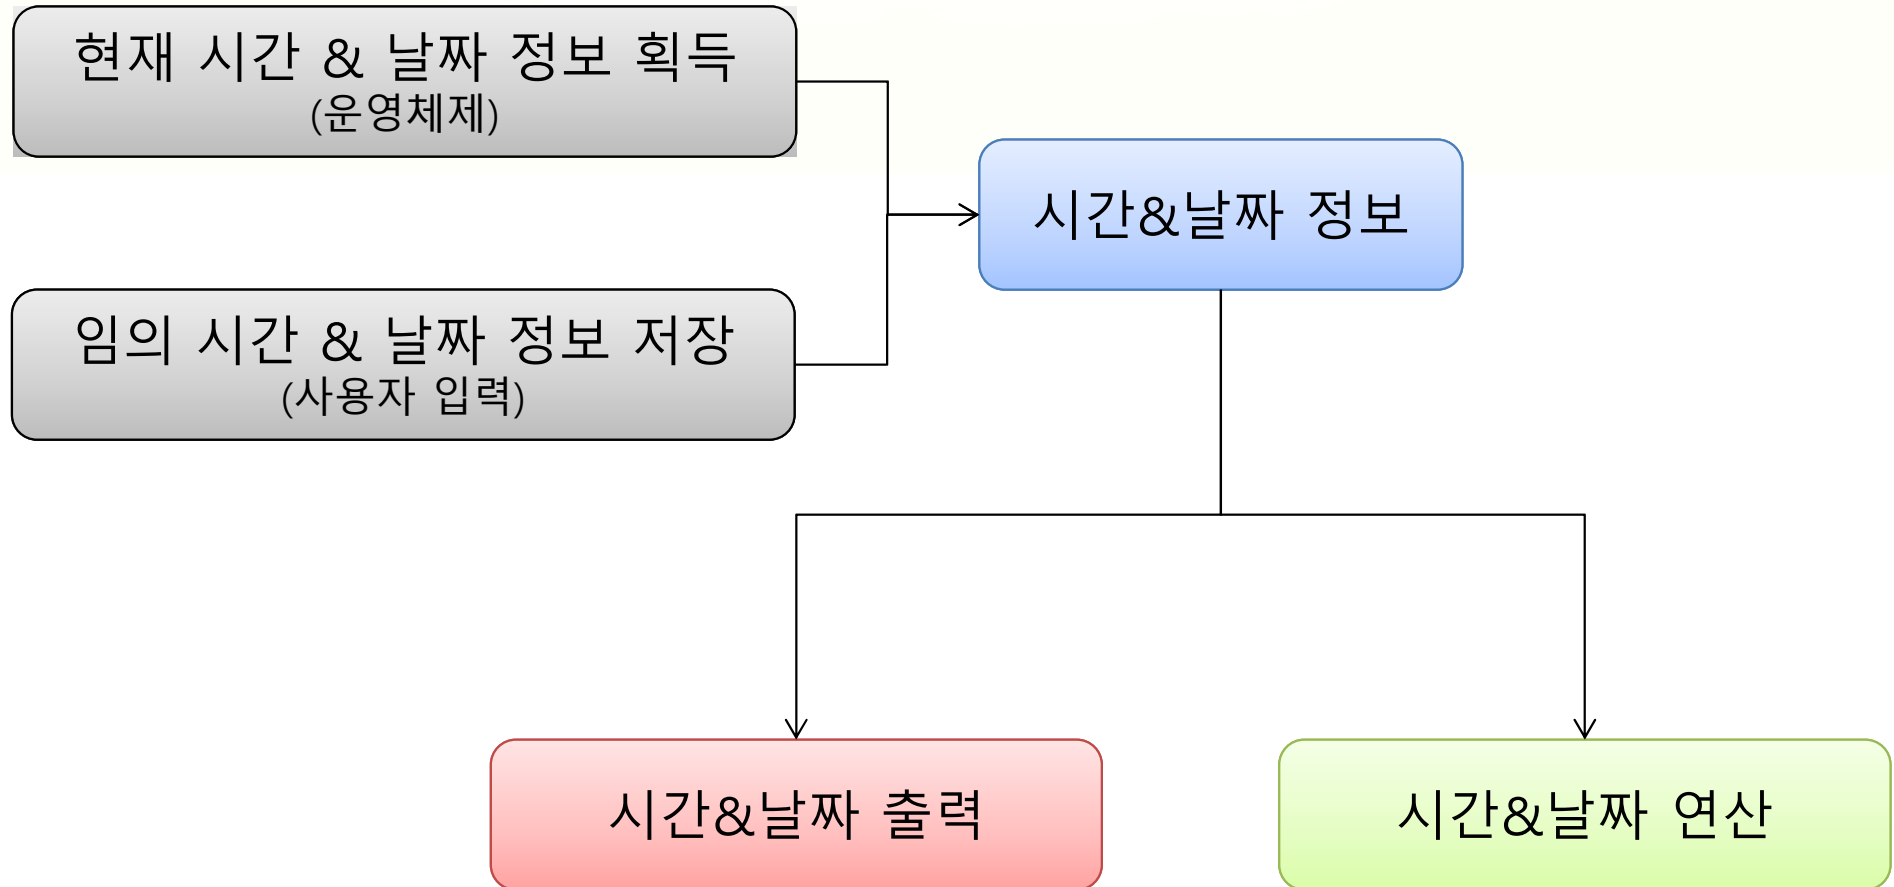 현재 시간 & 날짜 정보 획득
(운영체제)
시간&날짜 정보
임의 시간 & 날짜 정보 저장
(사용자 입력)
시간&날짜 출력
시간&날짜 연산